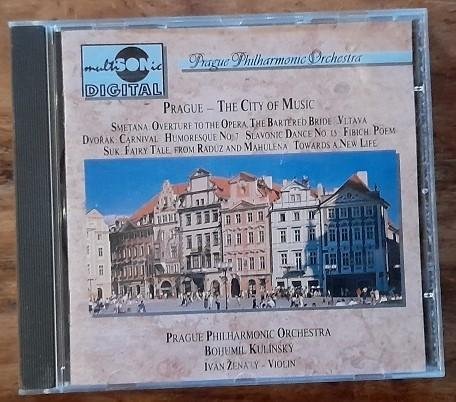 multiSONic
DIGITAL
Prague Philharmonic Orchestra
PRAGUE – THE CITY OF MUSIC
SMETANA: OVERTURE TO THE OPERA THE BARTERED BRIDE · VLTAVA
DVOŘÁK: CARNIVAL · HUMORESQUE NO. 7 · SLAVONIC DANCE NO. 15 · FIBICH: POEM
SUK: FAIRY TALE, FROM RADÚZ AND MAHULENA · TOWARDS A NEW LIFE
PRAGUE PHILHARMONIC ORCHESTRA
BOHUMIL KULÍNSKÝ
IVAN ŽENATÝ – VIOLIN